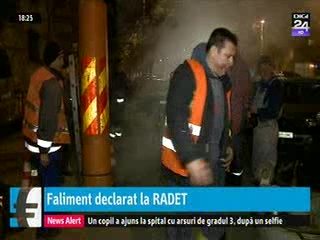 18:25
DIGI
24
HD
Faliment declarat la RADET
News Alert
Un copil a ajuns la spital cu arsuri de gradul 3, după un selfie